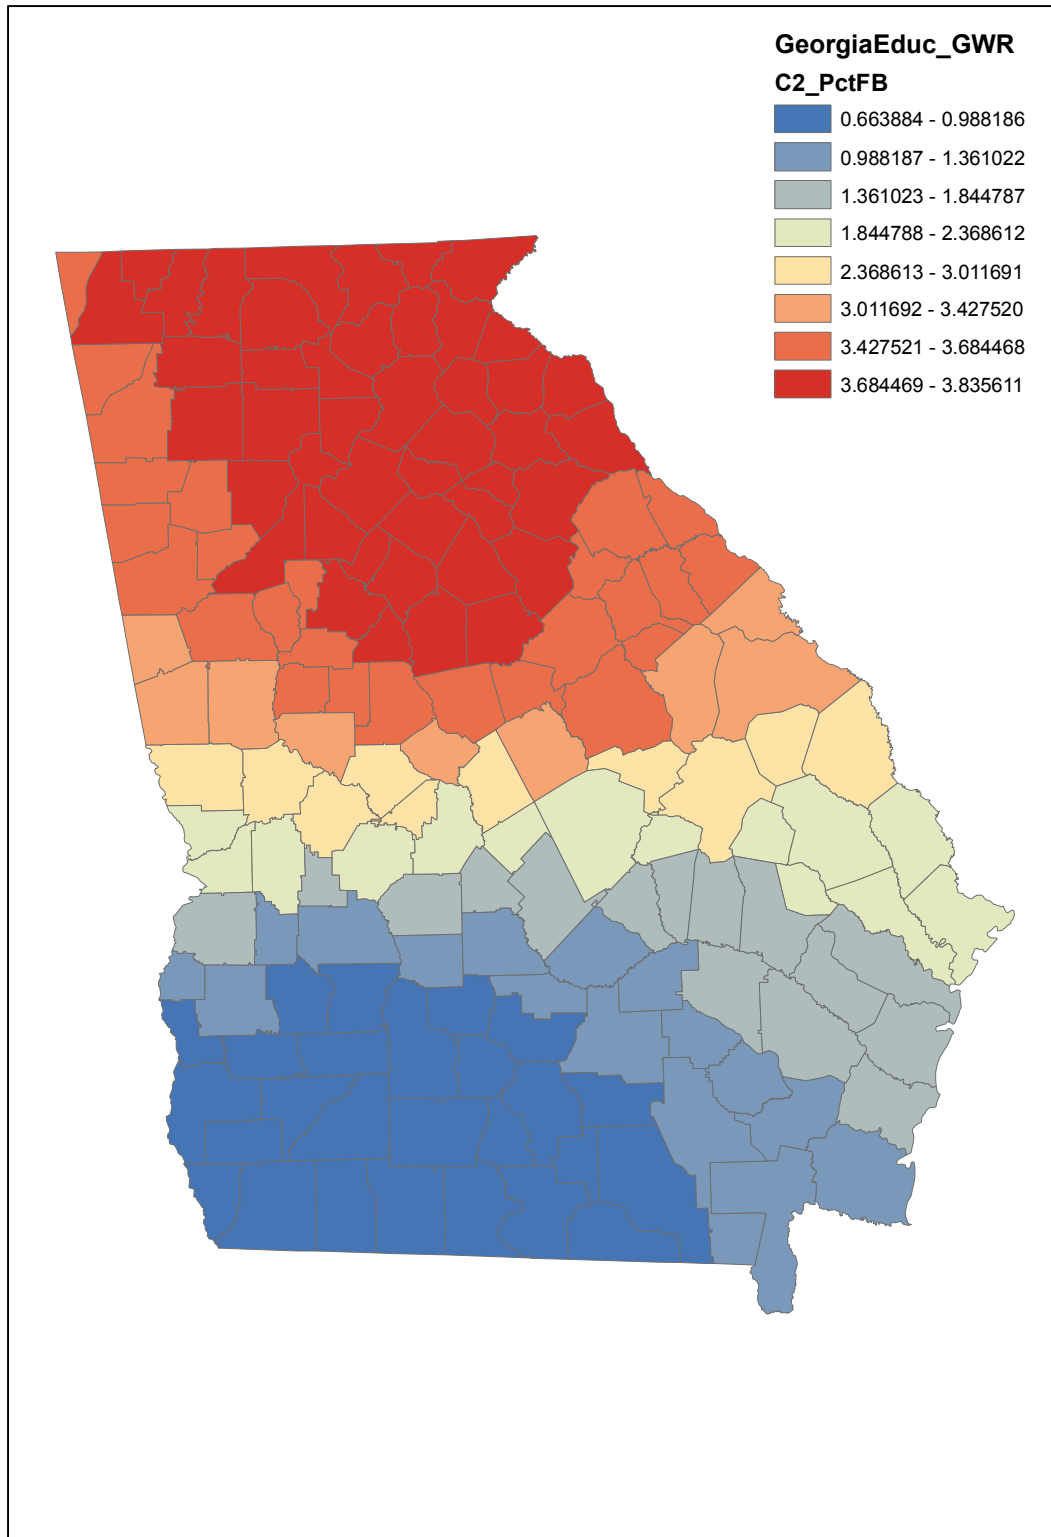 GeorgiaEduc_GWR
C2_PctFB
0.663884 - 0.988186
0.988187 - 1.361022
1.361023 - 1.844787
1.844788 - 2.368612
2.368613 - 3.011691
3.011692 - 3.427520
3.427521 - 3.684468
3.684469 - 3.835611